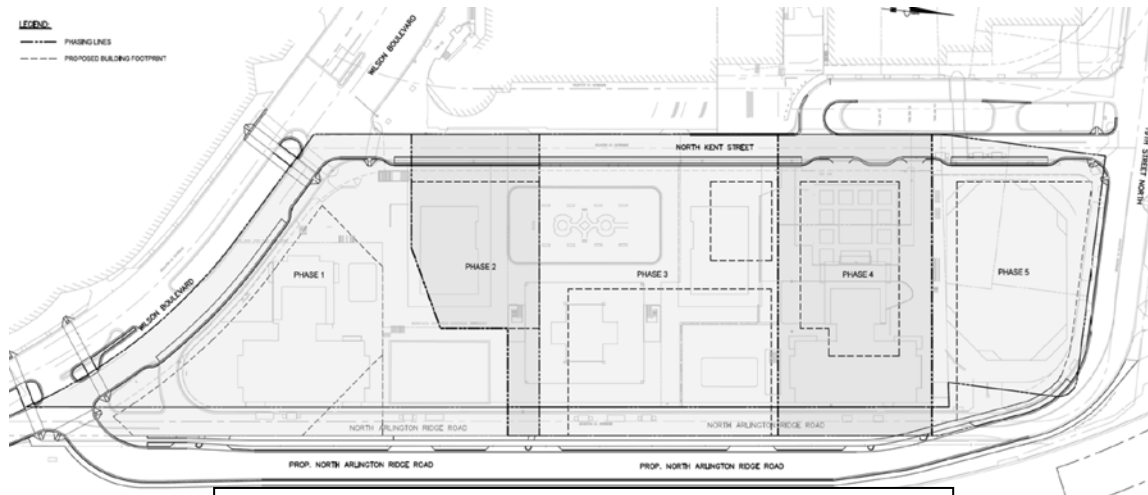 LEGEND:
PHASING LINES
PROPOSED BUILDING FOOTPRINT
WILSON BOULEVARD
NORTH KENT STREET
PHASE 1
PHASE 2
PHASE 3
PHASE 4
PHASE 5
WILSON BOULEVARD
NORTH ARLINGTON RIDGE ROAD
NORTH ARLINGTON RIDGE ROAD
PROP. NORTH ARLINGTON RIDGE ROAD
PROP. NORTH ARLINGTON RIDGE ROAD
STREET NORTH